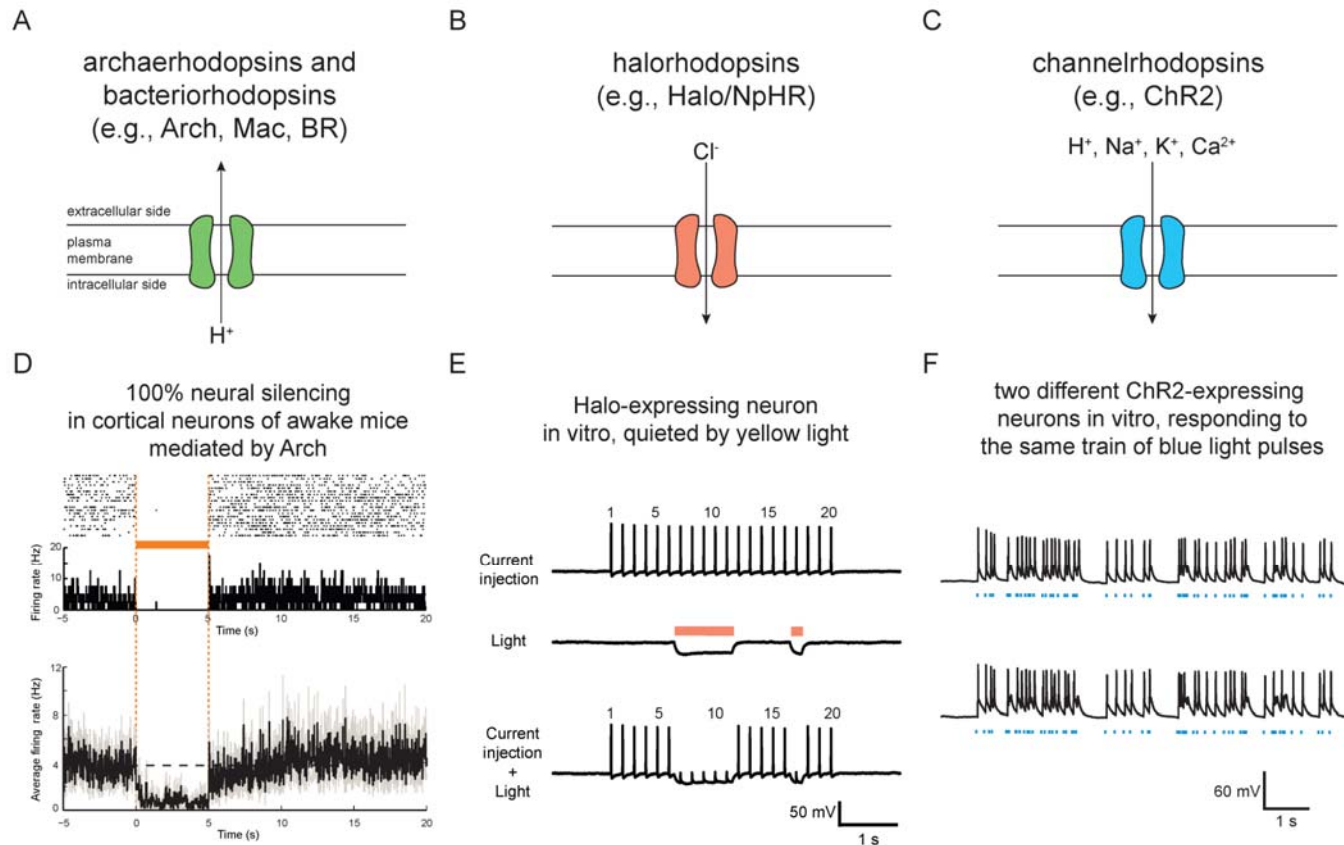 A
archaerhodopsins and
bacteriorhodopsins
(e.g., Arch, Mac, BR)
extracellular side
plasma
membrane
intracellular side
H⁺
B
halorhodopsins
(e.g., Halo/NpHR)
Cl⁻
C
channelrhodopsins
(e.g., ChR2)
H⁺, Na⁺, K⁺, Ca²⁺
D
100% neural silencing
in cortical neurons of awake mice
mediated by Arch
Firing rate (Hz)
20
10
0
-5 0 5 10 15 20
Time (s)
Average firing rate (Hz)
12
8
4
0
-5 0 5 10 15 20
Time (s)
E
Halo-expressing neuron
in vitro, quieted by yellow light
1 5 10 15 20
Current
injection
Light
1 5 10 15 20
Current
injection
+
Light
50 mV
1 s
F
two different ChR2-expressing
neurons in vitro, responding to
the same train of blue light pulses
60 mV
1 s